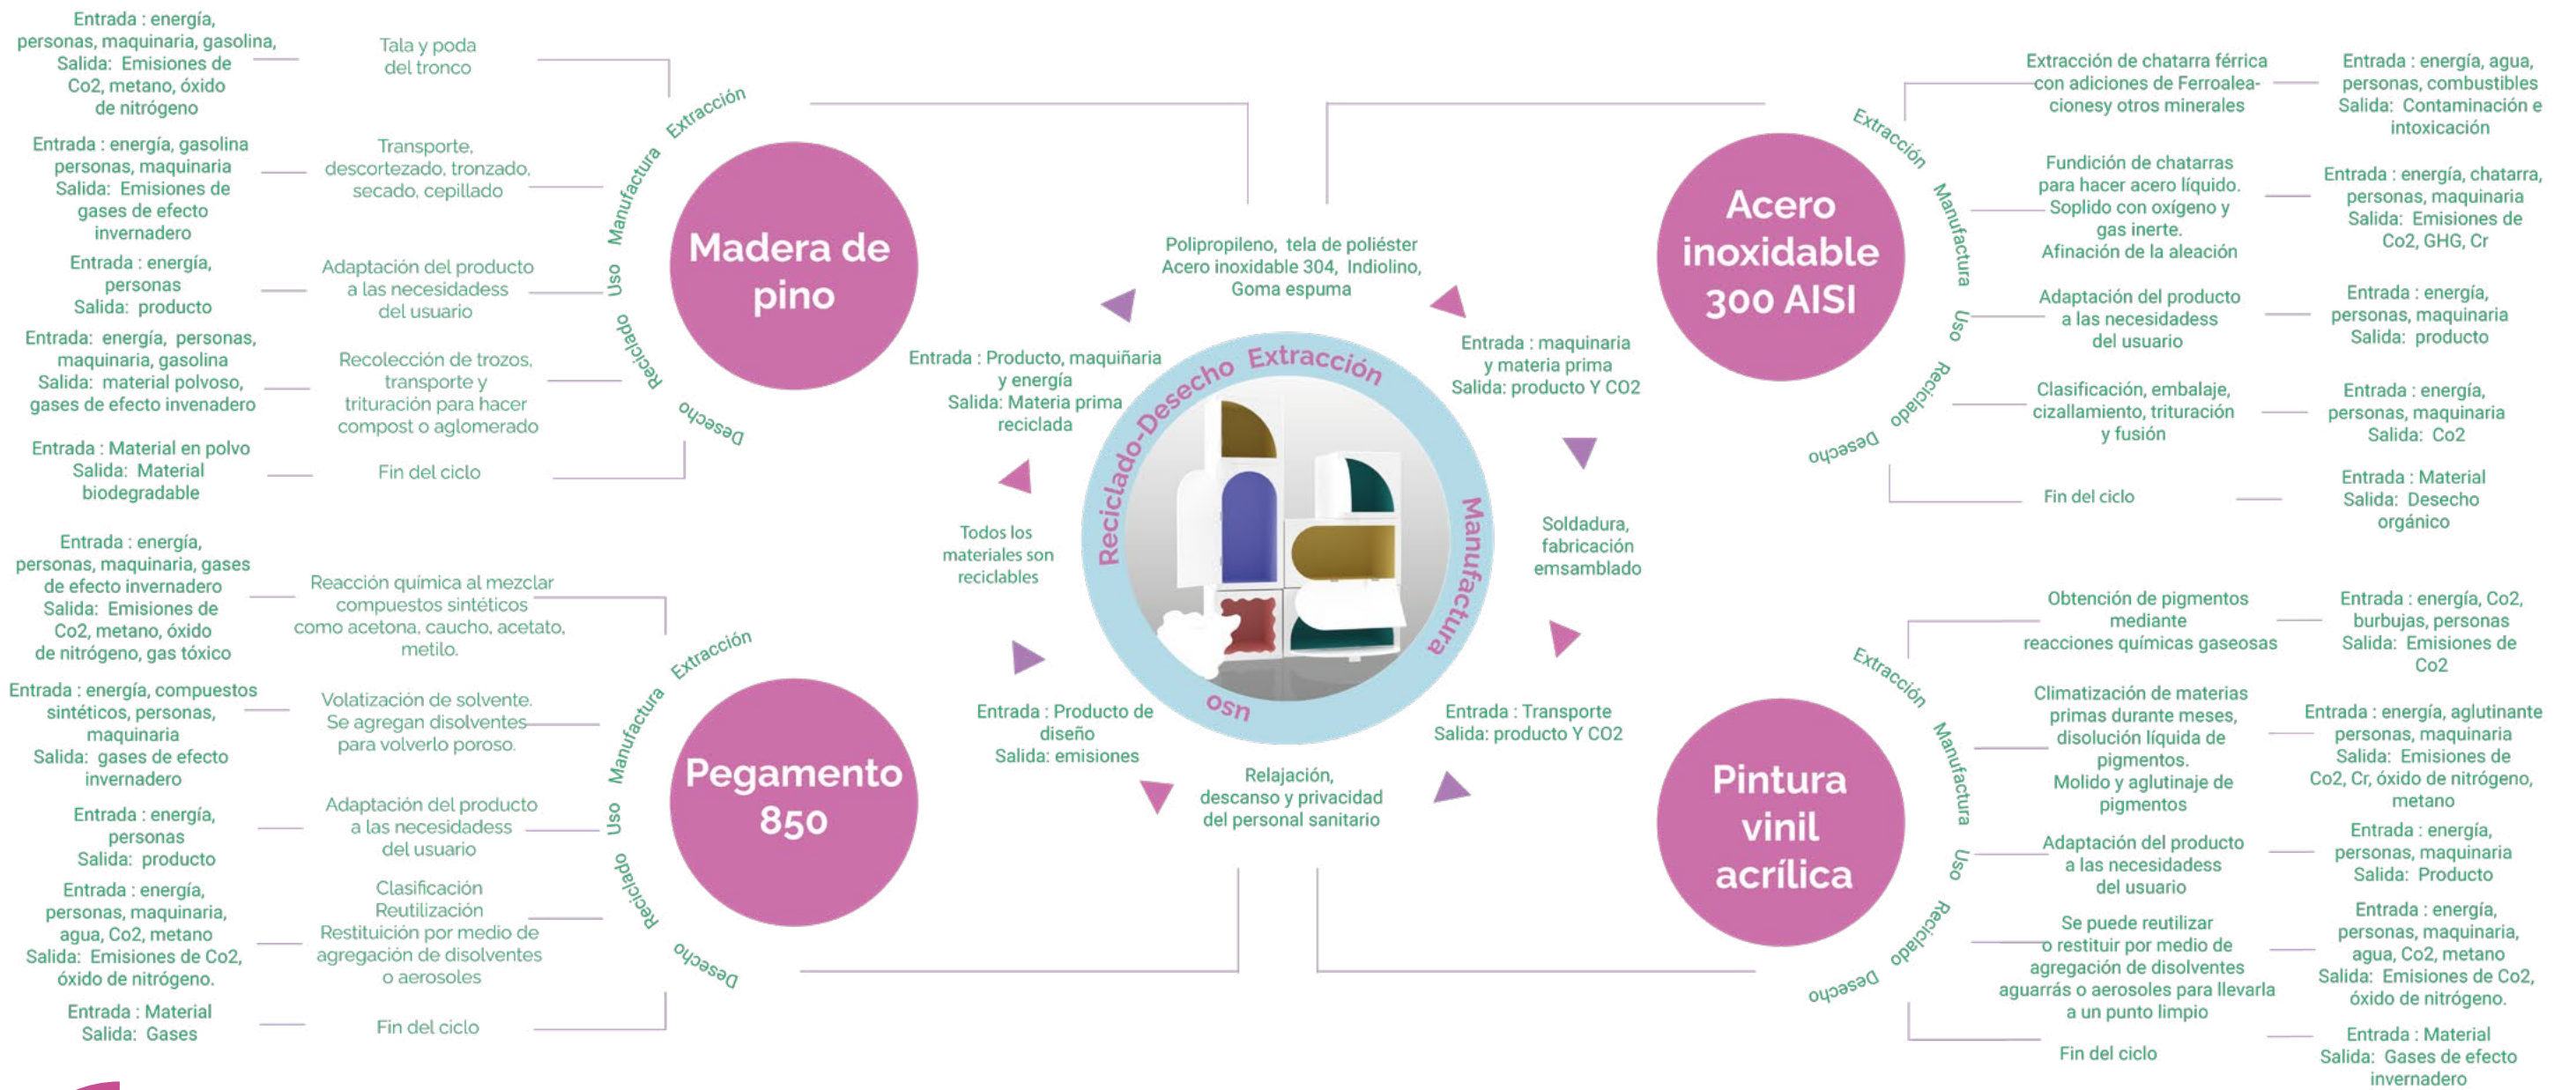 Entrada : energía,
personas, maquinaria, gasolina,
Salida:  Emisiones de
Co2, metano, óxido
de nitrógeno
Tala y poda
del tronco
Extracción
Entrada : energía, gasolina
personas, maquinaria
Salida:  Emisiones de
gases de efecto
invernadero
Transporte,
descortezado, tronzado,
secado, cepillado
Manufactura
Entrada : energía,
personas
Salida:  producto
Adaptación del producto
a las necesidadess
del usuario
Uso
Entrada:  energía,  personas,
maquinaria, gasolina
Salida:  material polvoso,
gases de efecto invenadero
Recolección de trozos,
transporte y
trituración para hacer
compost o aglomerado
Reciclado
Entrada : Material en polvo
Salida:  Material
biodegradable
Fin del ciclo
Desecho
Madera de
pino
Entrada : energía,
personas, maquinaria, gases
de efecto invernadero
Salida:  Emisiones de
Co2, metano, óxido
de nitrógeno, gas tóxico
Reacción química al mezclar
compuestos sintéticos
como acetona, caucho, acetato,
metilo.
Extracción
Entrada : energía, compuestos
sintéticos, personas,
maquinaria
Salida:  gases de efecto
invernadero
Volatización de solvente.
Se agregan disolventes
para volverlo poroso.
Manufactura
Entrada : energía,
personas
Salida:  producto
Adaptación del producto
a las necesidadess
del usuario
Uso
Entrada : energía,
personas, maquinaria,
agua, Co2, metano
Salida:  Emisiones de Co2,
óxido de nitrógeno.
Clasificación
Reutilización
Restitución por medio de
agregación de disolventes
o aerosoles
Reciclado
Entrada : Material
Salida:  Gases
Fin del ciclo
Desecho
Pegamento
850
Polipropileno,  tela de poliéster
Acero inoxidable 304,  Indiolino,
Goma espuma
Entrada : maquinaria
y materia prima
Salida: producto Y CO2
Soldadura,
fabricación
emsamblado
Entrada : Transporte
Salida: producto Y CO2
Relajación,
descanso y privacidad
del personal sanitario
Entrada : Producto de
diseño
Salida: emisiones
Todos los
materiales son
reciclables
Entrada : Producto, maquiñaria
y energía
Salida: Materia prima
reciclada
Extracción
Manufactura
uso
Reciclado-Desecho
Acero
inoxidable
300 AISI
Extracción
Extracción de chatarra férrica
con adiciones de Ferroalea-
cionesy otros minerales
Entrada : energía, agua,
personas, combustibles
Salida:  Contaminación e
intoxicación
Manufactura
Fundición de chatarras
para hacer acero líquido.
Soplido con oxígeno y
gas inerte.
Afinación de la aleación
Entrada : energía, chatarra,
personas, maquinaria
Salida:  Emisiones de
Co2, GHG, Cr
Uso
Adaptación del producto
a las necesidadess
del usuario
Entrada : energía,
personas, maquinaria
Salida:  producto
Reciclado
Clasificación, embalaje,
cizallamiento, trituración
y fusión
Entrada : energía,
personas, maquinaria
Salida:  Co2
Desecho
Fin del ciclo
Entrada : Material
Salida:  Desecho
orgánico
Pintura
vinil
acrílica
Extracción
Obtención de pigmentos
mediante
reacciones químicas gaseosas
Entrada : energía, Co2,
burbujas, personas
Salida:  Emisiones de
Co2
Manufactura
Climatización de materias
primas durante meses,
disolución líquida de
pigmentos.
Molido y aglutinaje de
pigmentos
Entrada : energía, aglutinante
personas, maquinaria
Salida:  Emisiones de
Co2, Cr, óxido de nitrógeno,
metano
Uso
Adaptación del producto
a las necesidadess
del usuario
Entrada : energía,
personas, maquinaria
Salida:  Producto
Reciclado
Se puede reutilizar
o restituir por medio de
agregación de disolventes
aguarrás o aerosoles para llevarla
a un punto limpio
Entrada : energía,
personas, maquinaria,
agua, Co2, metano
Salida:  Emisiones de Co2,
óxido de nitrógeno.
Desecho
Fin del ciclo
Entrada : Material
Salida:  Gases de efecto
invernadero